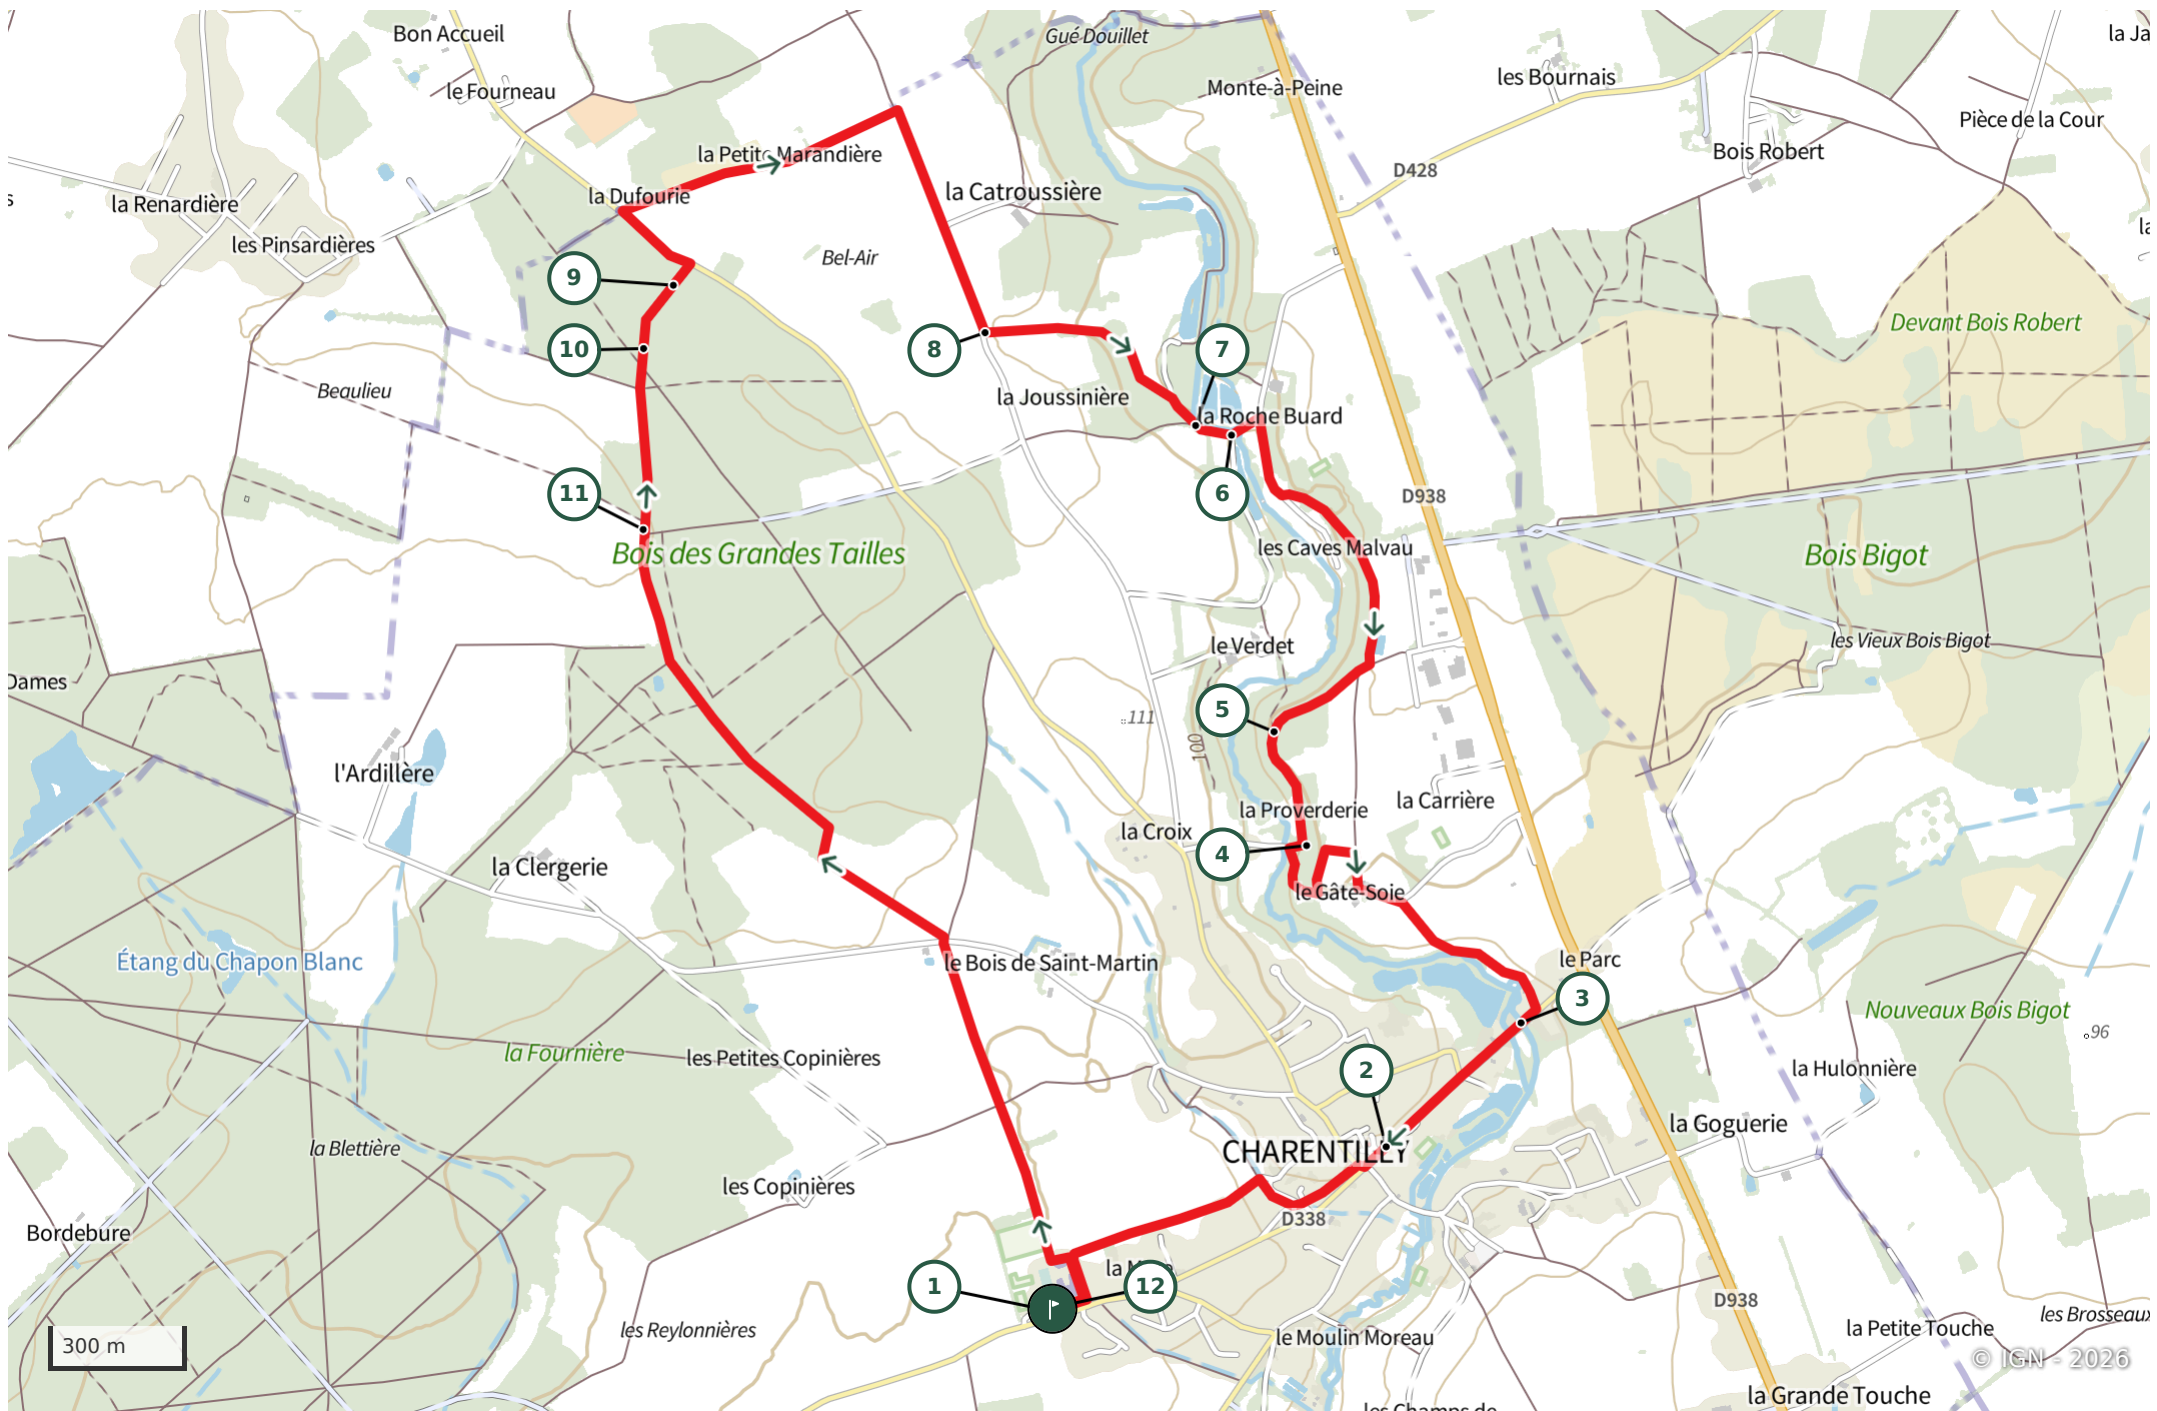 Bon Accueil
Gué Douillet
la Ja
le Fourneau
Monte-à-Peine
les Bournais
Pièce de la Cour
la Petite Marandière
D428
Bois Robert
la Renardière
la Dufourie
la Catroussière
s
les Pinsardières
Bel-Air
la
9
Devant Bois Robert
10
8
7
Beaulieu
la Joussinière
la Roche Buard
11
6
D938
les Caves Malvau
Bois des Grandes Tailles
Bois Bigot
le Verdet
les Vieux Bois Bigot
Dames
5
111
100
l'Ardillère
la Proverderie
la Carrière
la Croix
4
la Clergerie
le Gâte-Soie
Étang du Chapon Blanc
le Bois de Saint-Martin
le Parc
3
Nouveaux Bois Bigot
96
la Fournière
les Petites Copinières
2
la Hulonnière
la Goguerie
la Blettière
CHARENTILLY
les Copinières
D338
Bordebure
la M
1
12
D938
les Reylonnières
le Moulin Moreau
la Petite Touche
les Brosseaux
300 m
© IGN - 2026
la Grande Touche
les Champs de